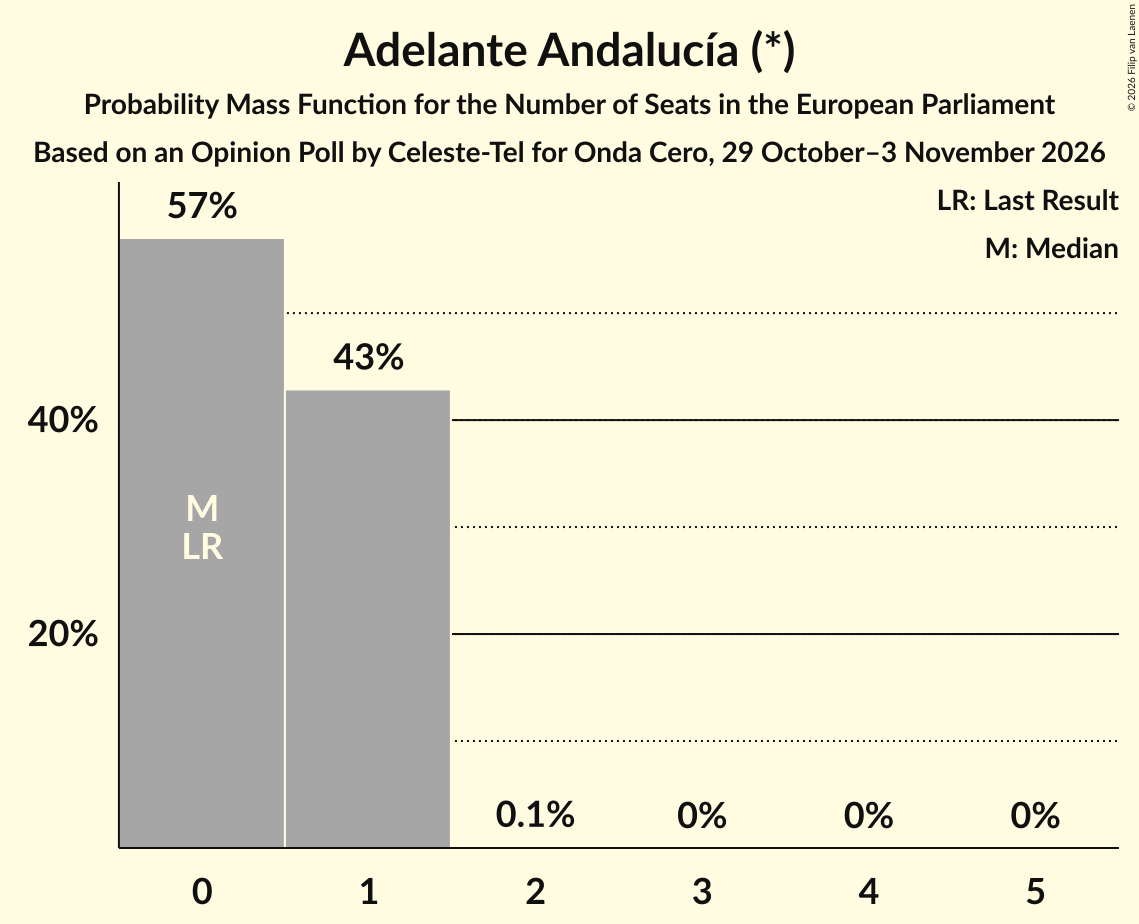 Adelante Andalucía (*)
Probability Mass Function for the Number of Seats in the European Parliament
Based on an Opinion Poll by Celeste-Tel for Onda Cero, 29 October–3 November 2026
© 2026 Filip van Laenen
LR: Last Result
M: Median
57%
43%
40%
M
LR
20%
0.1%
0%
0%
0%
0
1
2
3
4
5